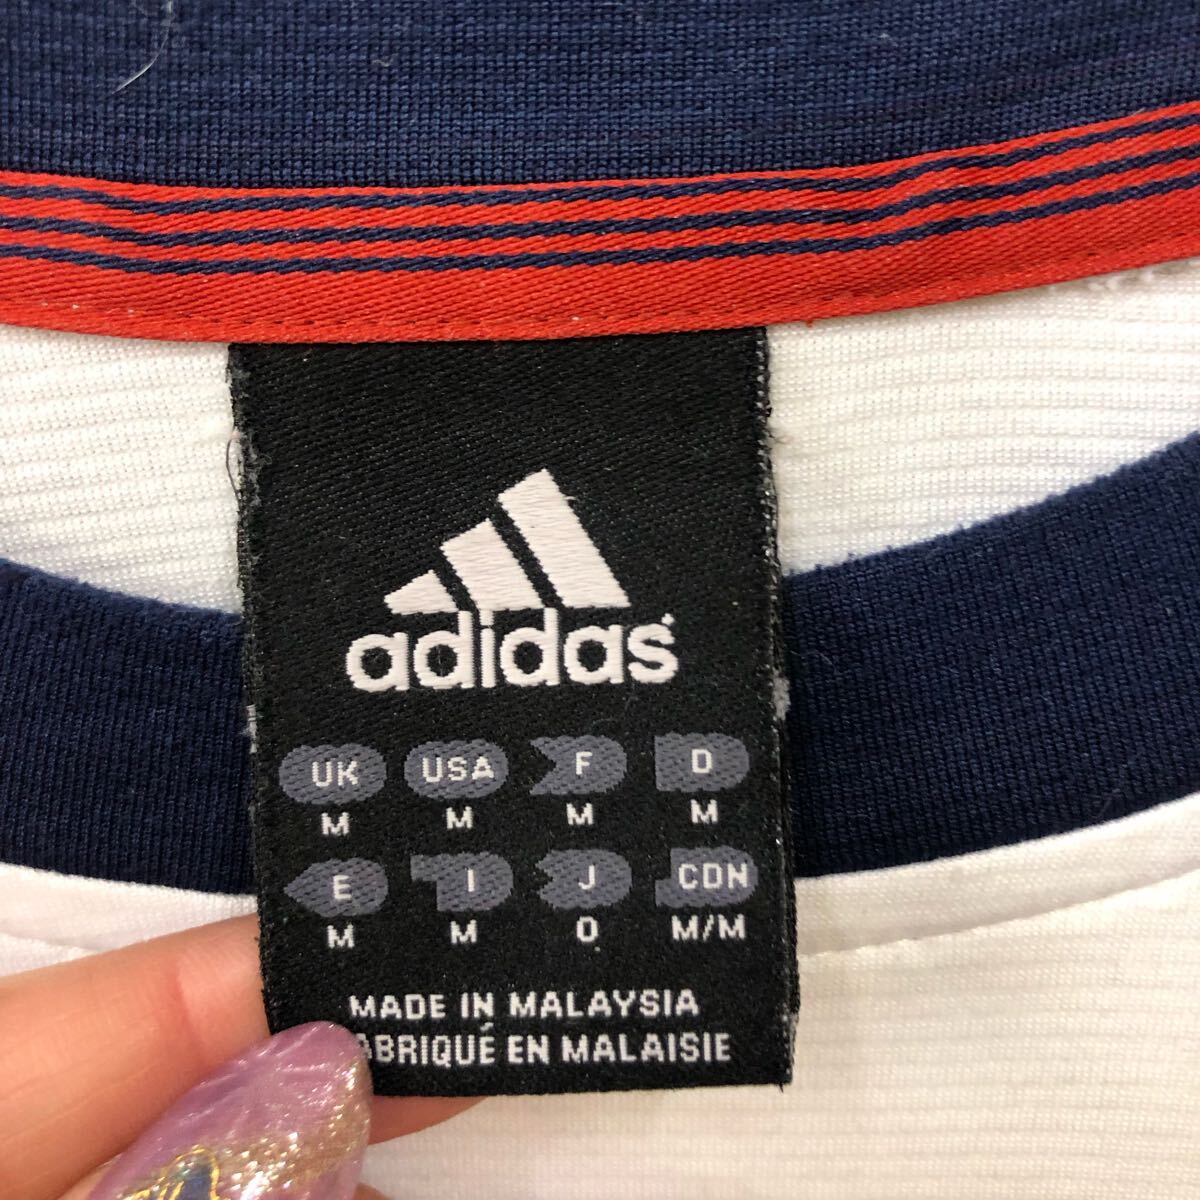 adidas
UK USA F D
M M M M
E I J CDN
M M O M/M
MADE IN MALAYSIA
ABRIQUÉ EN MALAISIE